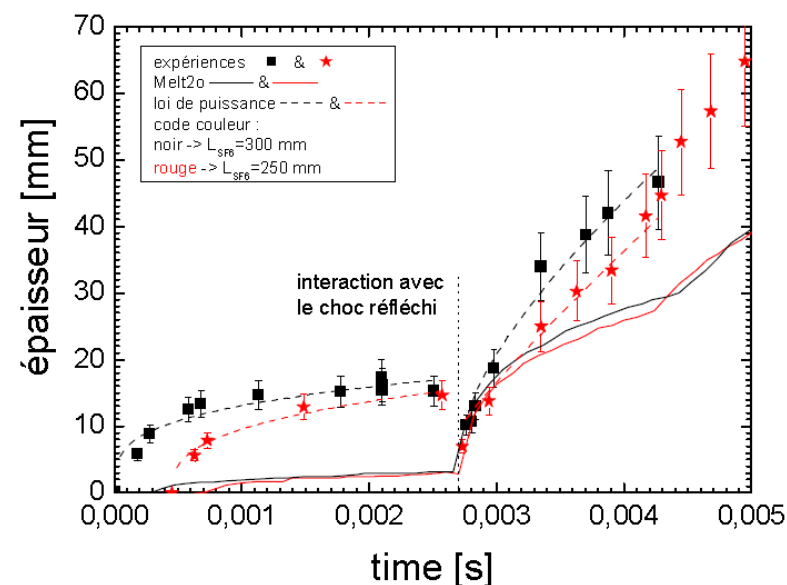 70
60
50
40
30
20
10
0
épaisseur [mm]
expériences ■ & ★
Melt2o — & —
loi de puissance ----- & -----
code couleur :
noir -> L_SF6=300 mm
rouge -> L_SF6=250 mm
interaction avec
le choc réfléchi
0,000 0,001 0,002 0,003 0,004 0,005
time [s]